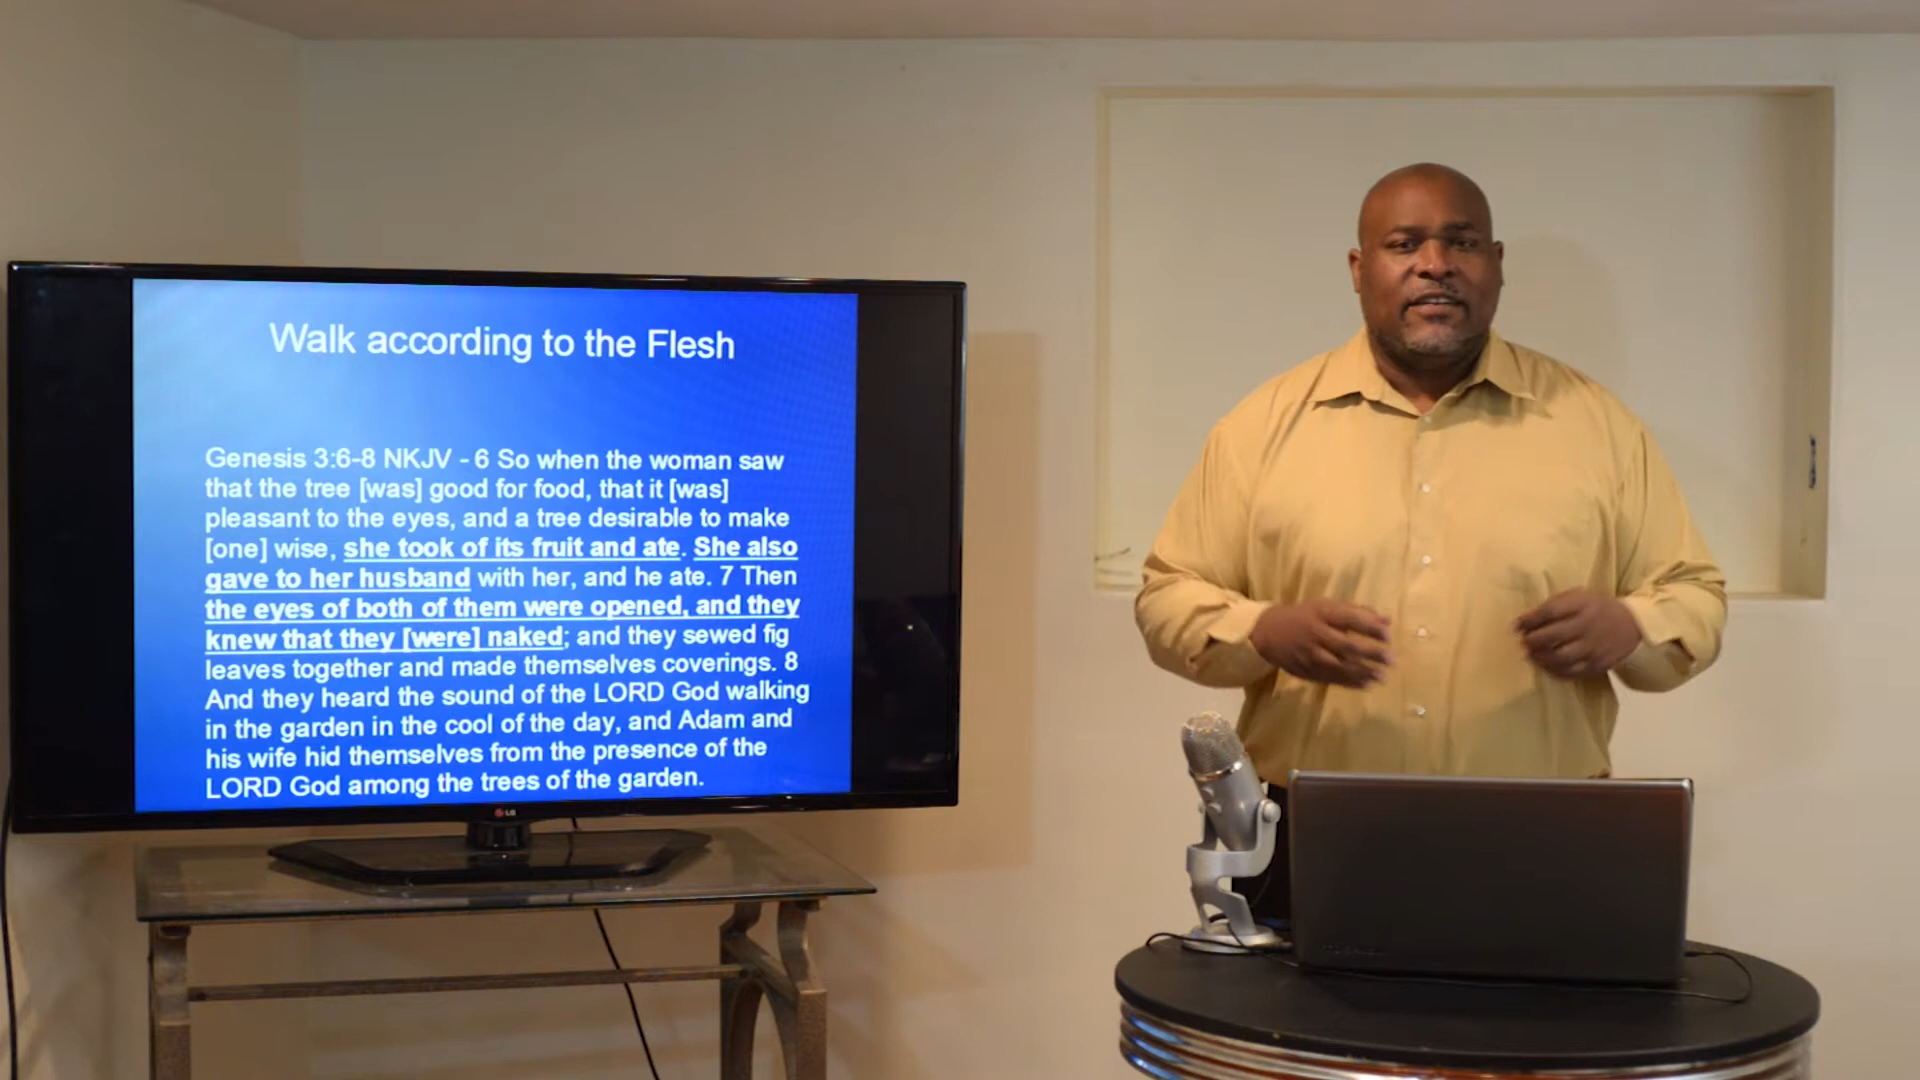 Walk according to the Flesh
Genesis 3:6-8 NKJV - 6 So when the woman saw
that the tree [was] good for food, that it [was]
pleasant to the eyes, and a tree desirable to make
[one] wise, she took of its fruit and ate. She also
gave to her husband with her, and he ate. 7 Then
the eyes of both of them were opened, and they
knew that they [were] naked; and they sewed fig
leaves together and made themselves coverings. 8
And they heard the sound of the LORD God walking
in the garden in the cool of the day, and Adam and
his wife hid themselves from the presence of the
LORD God among the trees of the garden.
LG